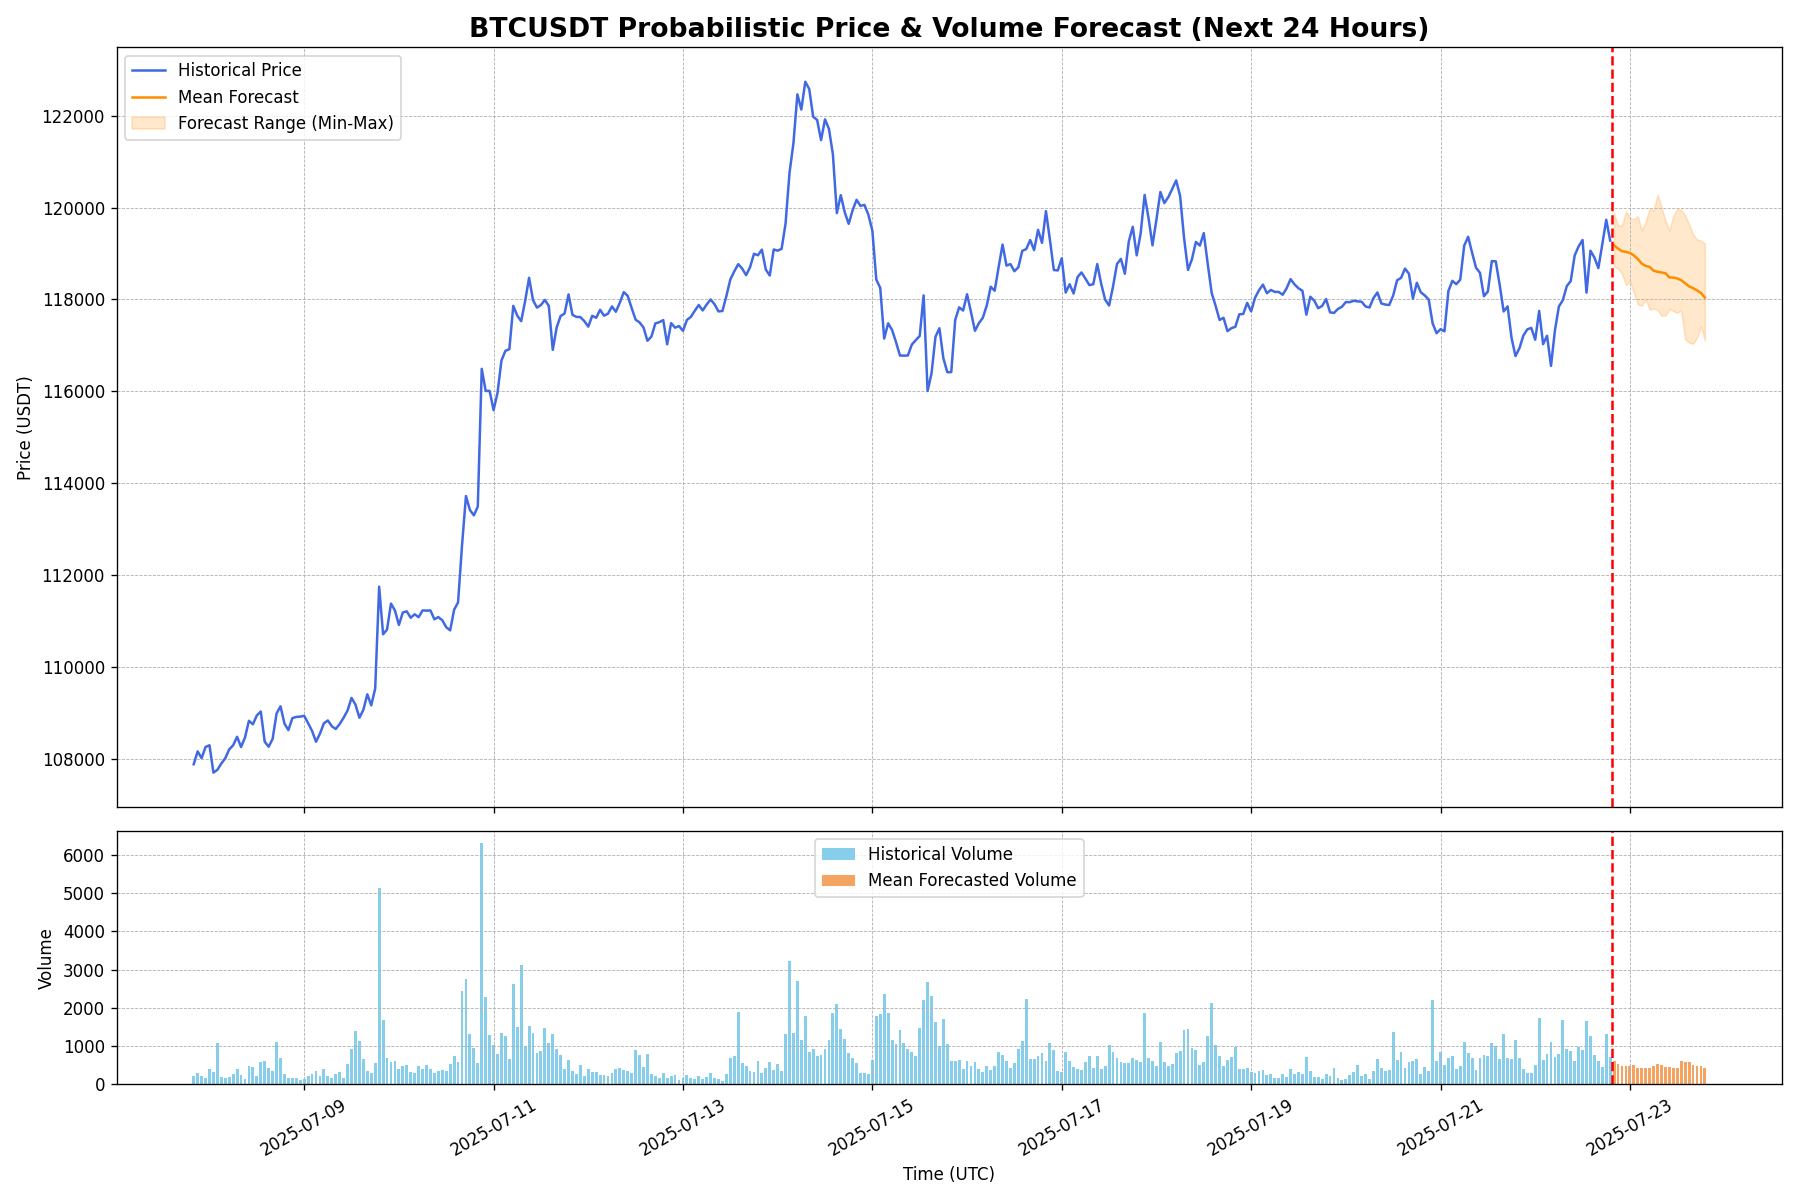 BTCUSDT Probabilistic Price & Volume Forecast (Next 24 Hours)
Historical Price
Mean Forecast
Forecast Range (Min-Max)
122000
120000
118000
116000
114000
112000
110000
108000
Price (USDT)
Historical Volume
Mean Forecasted Volume
6000
5000
4000
3000
2000
1000
0
Volume
2025-07-09
2025-07-11
2025-07-13
2025-07-15
2025-07-17
2025-07-19
2025-07-21
2025-07-23
Time (UTC)